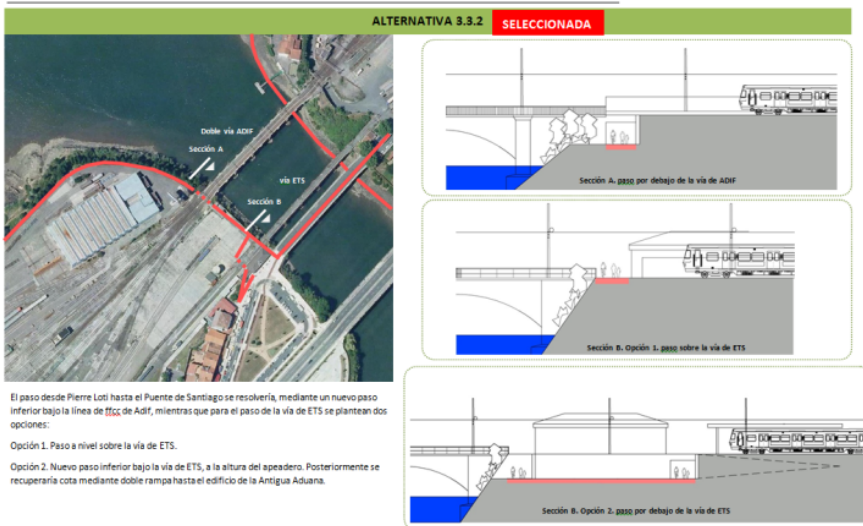 ALTERNATIVA 3.3.2 SELECCIONADA
Doble vía ADIF
Sección A
vía ETS
Sección B
Sección A. paso por debajo de la vía de ADIF
Sección B. Opción 1. paso sobre la vía de ETS
El paso desde Pierre Loti hasta el Puente de Santiago se resolvería, mediante un nuevo paso
inferior bajo la línea de ffcc de Adif, mientras que para el paso de la vía de ETS se plantean dos
opciones:
Opción 1. Paso a nivel sobre la vía de ETS.
Opción 2. Nuevo paso inferior bajo la vía de ETS, a la altura del apeadero. Posteriormente se
recuperaría cota mediante doble rampa hasta el edificio de la Antigua Aduana.
Sección B. Opción 2. paso por debajo de la vía de ETS